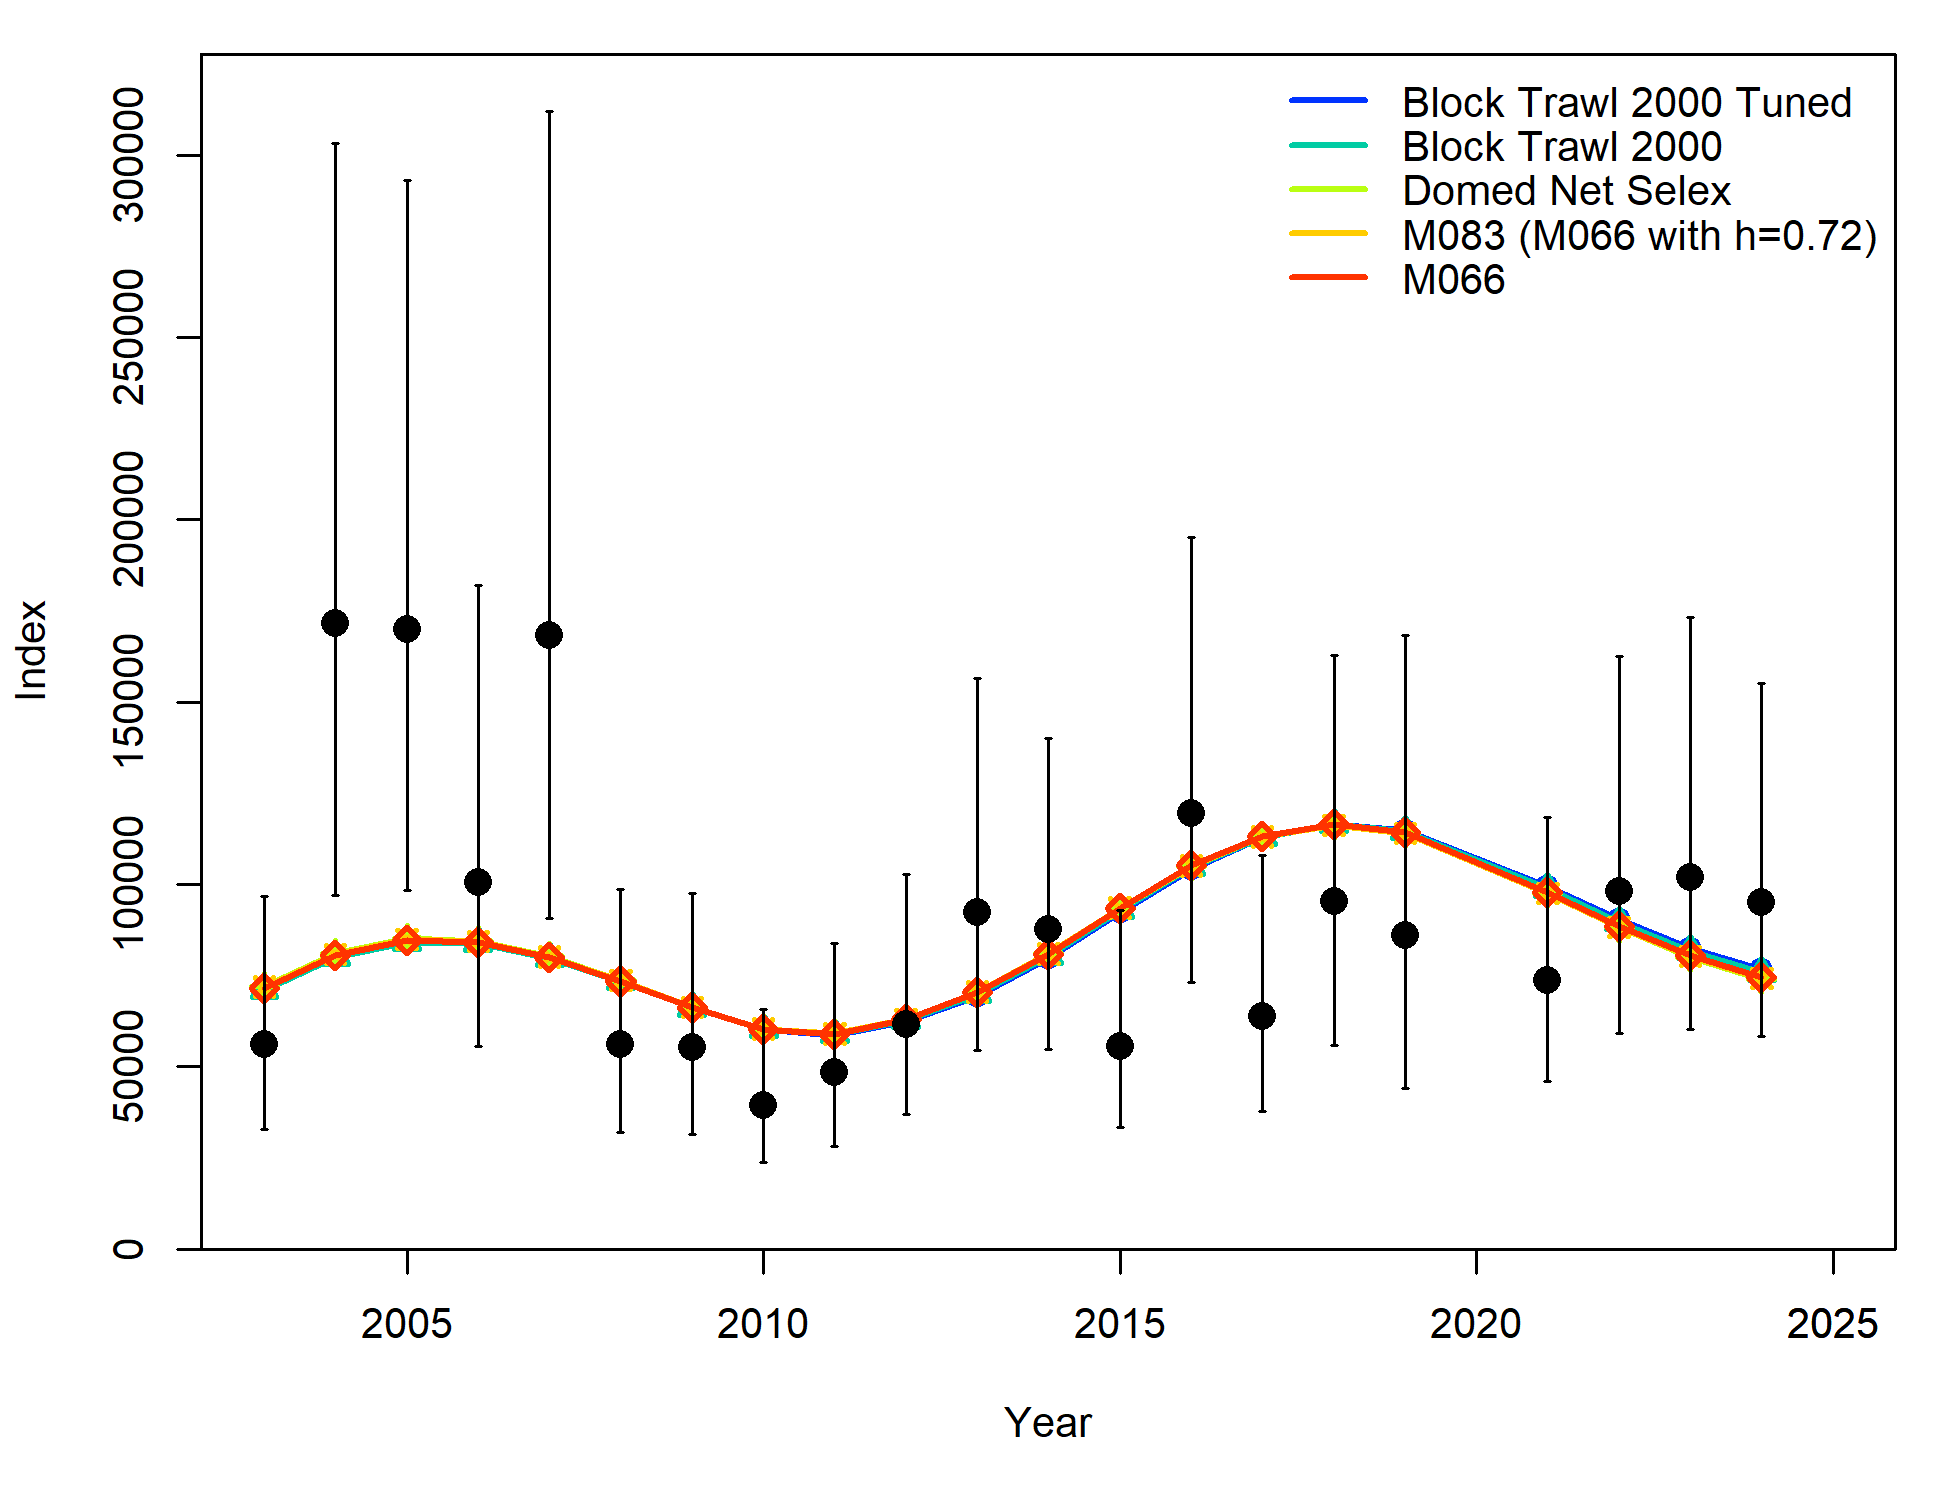 Block Trawl 2000 Tuned
Block Trawl 2000
Domed Net Selex
M083 (M066 with h=0.72)
M066
300000
250000
200000
150000
100000
50000
0
Index
2005 2010 2015 2020 2025
Year